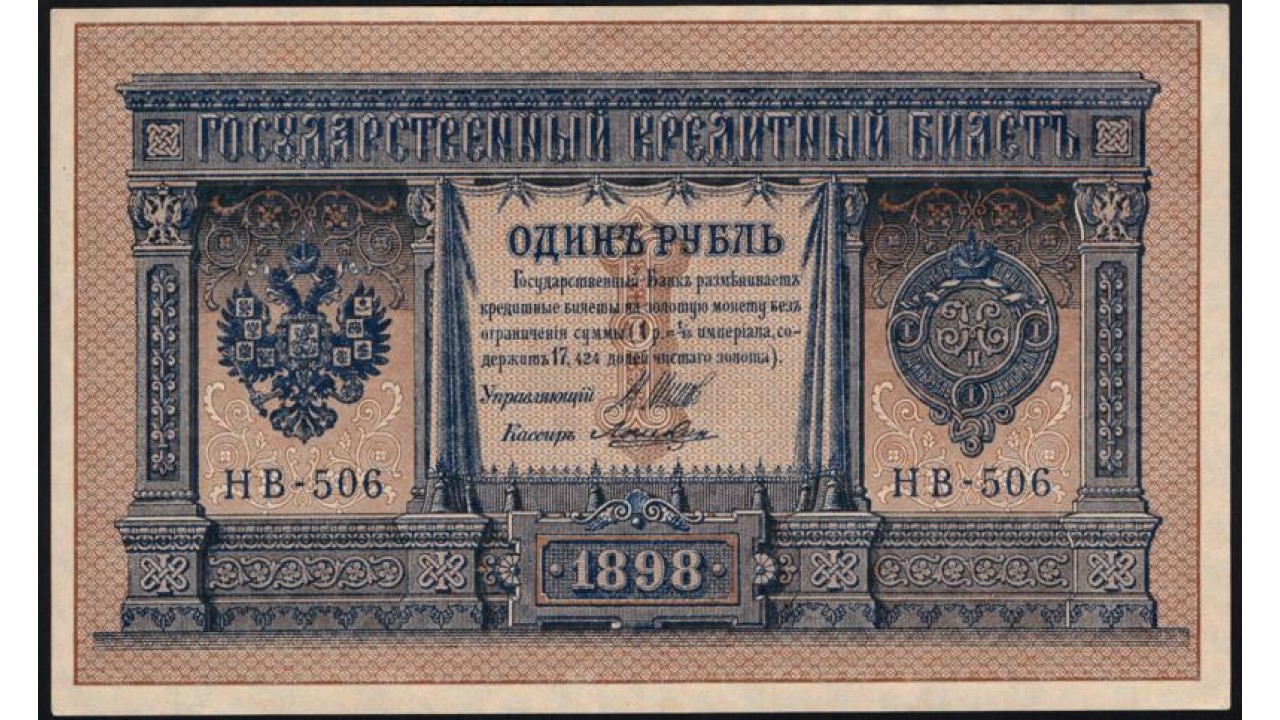 ГОСУДАРСТВЕННЫЙ КРЕДИТНЫЙ БИЛЕТЪ
ОДИНЪ РУБЛЬ
Государственный Банкъ размѣниваетъ
кредитные билеты на золотую монету безъ
ограниченія суммы (1 р. = 1/15 имперіала, со-
держитъ 17,424 долей чистаго золота).
Управляющій
Кассиръ
НВ-506
НВ-506
1898